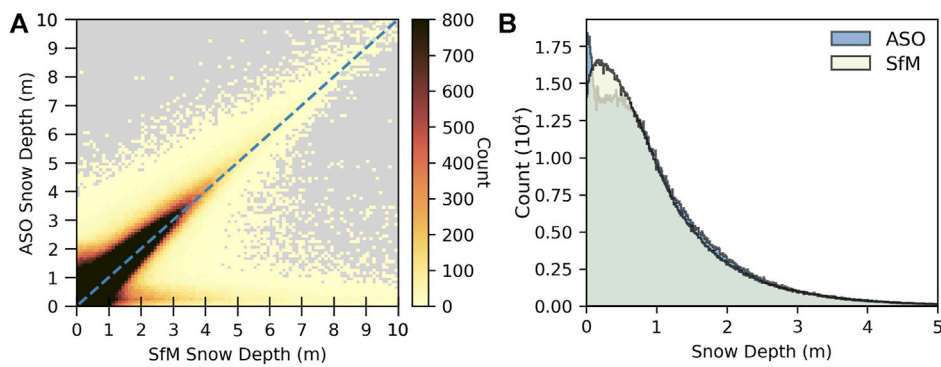 A
ASO Snow Depth (m)
10
9
8
7
6
5
4
3
2
1
0
0 1 2 3 4 5 6 7 8 9 10
SfM Snow Depth (m)
800
700
600
500
400
300
200
100
0
Count
B
Count (10⁴)
1.75
1.50
1.25
1.00
0.75
0.50
0.25
0.00
0 1 2 3 4 5
Snow Depth (m)
ASO
SfM